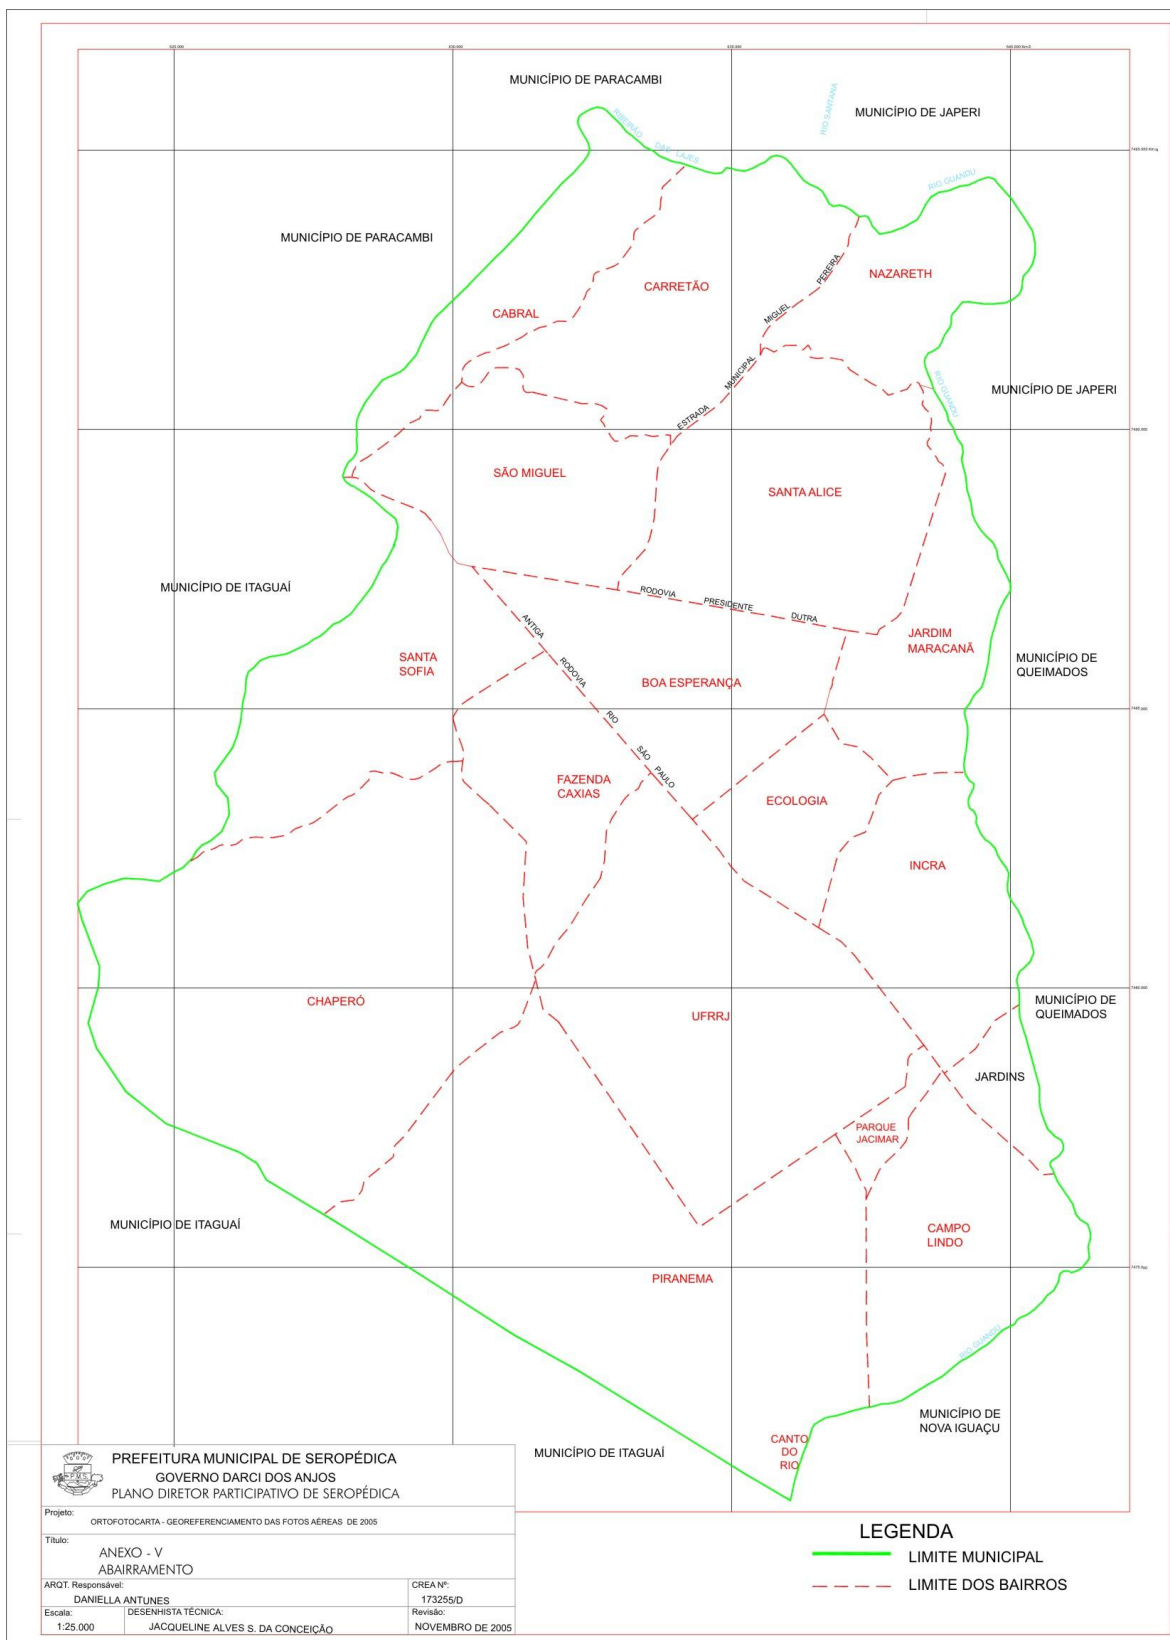 MUNICÍPIO DE PARACAMBI
MUNICÍPIO DE JAPERI
RIO SANTANA
RIBEIRÃO
DAS LAJES
RIO GUANDU
MUNICÍPIO DE PARACAMBI
CARRETÃO
NAZARETH
CABRAL
ESTRADA
MUNICIPAL
MIGUEL
PEREIRA
RIO GUANDU
MUNICÍPIO DE JAPERI
SÃO MIGUEL
SANTA ALICE
MUNICÍPIO DE ITAGUAÍ
RODOVIA
PRESIDENTE
DUTRA
ANTIGA
RODOVIA
RIO
SÃO
PAULO
JARDIM
MARACANÃ
SANTA
SOFIA
BOA ESPERANÇA
MUNICÍPIO DE
QUEIMADOS
FAZENDA
CAXIAS
ECOLOGIA
INCRA
CHAPERÓ
UFRRJ
MUNICÍPIO DE
QUEIMADOS
JARDINS
PARQUE
JACIMAR
MUNICÍPIO DE ITAGUAÍ
CAMPO
LINDO
PIRANEMA
RIO GUANDU
MUNICÍPIO DE
NOVA IGUAÇU
CANTO
DO
RIO
MUNICÍPIO DE ITAGUAÍ
P.M.S.
PREFEITURA MUNICIPAL DE SEROPÉDICA
GOVERNO DARCI DOS ANJOS
PLANO DIRETOR PARTICIPATIVO DE SEROPÉDICA
Projeto:
ORTOFOTOCARTA - GEOREFERENCIAMENTO DAS FOTOS AÉREAS DE 2005
Título:
ANEXO - V
ABAIRRAMENTO
ARQT. Responsável:
DANIELLA ANTUNES
CREA Nº:
173255/D
Escala:
1:25.000
DESENHISTA TÉCNICA:
JACQUELINE ALVES S. DA CONCEIÇÃO
Revisão:
NOVEMBRO DE 2005
LEGENDA
LIMITE MUNICIPAL
LIMITE DOS BAIRROS